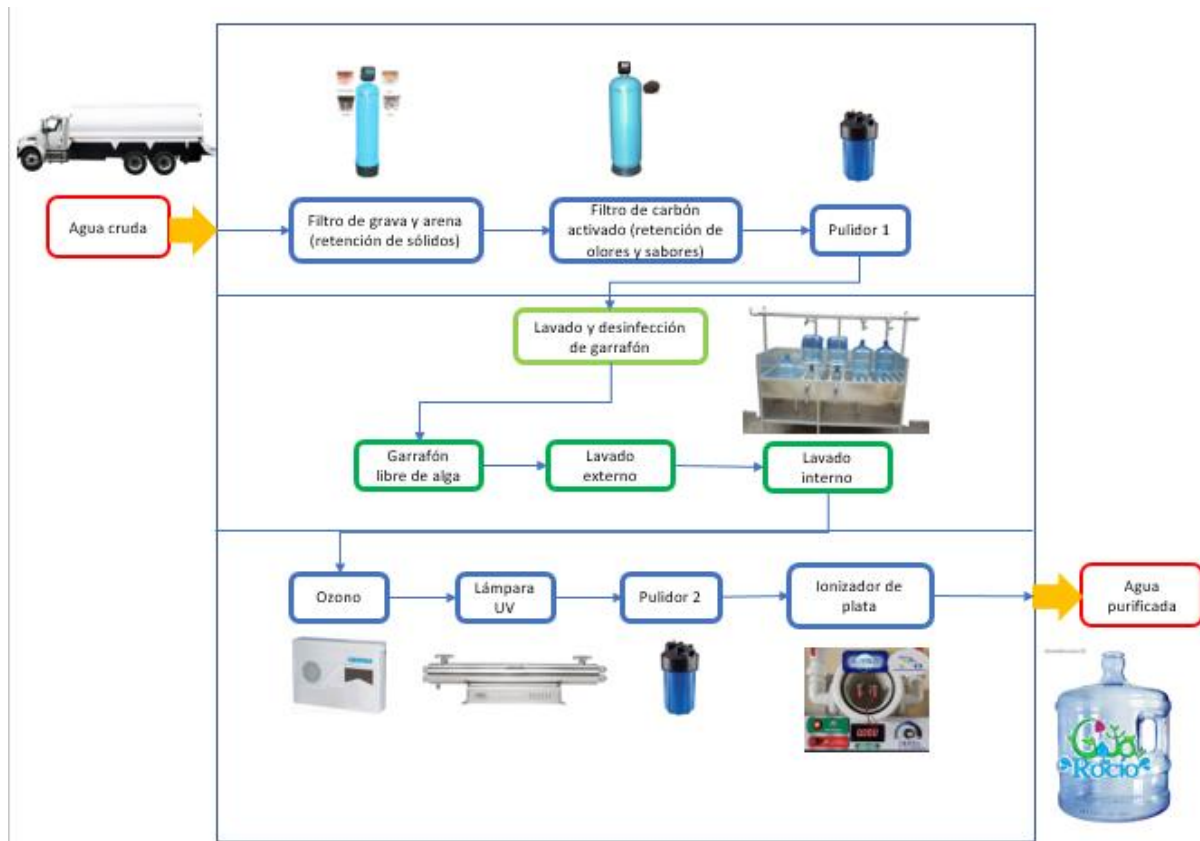 Agua cruda
Filtro de grava y arena
(retención de sólidos)
Filtro de carbón
activado (retención de
olores y sabores)
Pulidor 1
Lavado y desinfección
de garrafón
Garrafón
libre de alga
Lavado
externo
Lavado
interno
Ozono
Lámpara
UV
Pulidor 2
Ionizador de
plata
Agua
purificada
Rocío